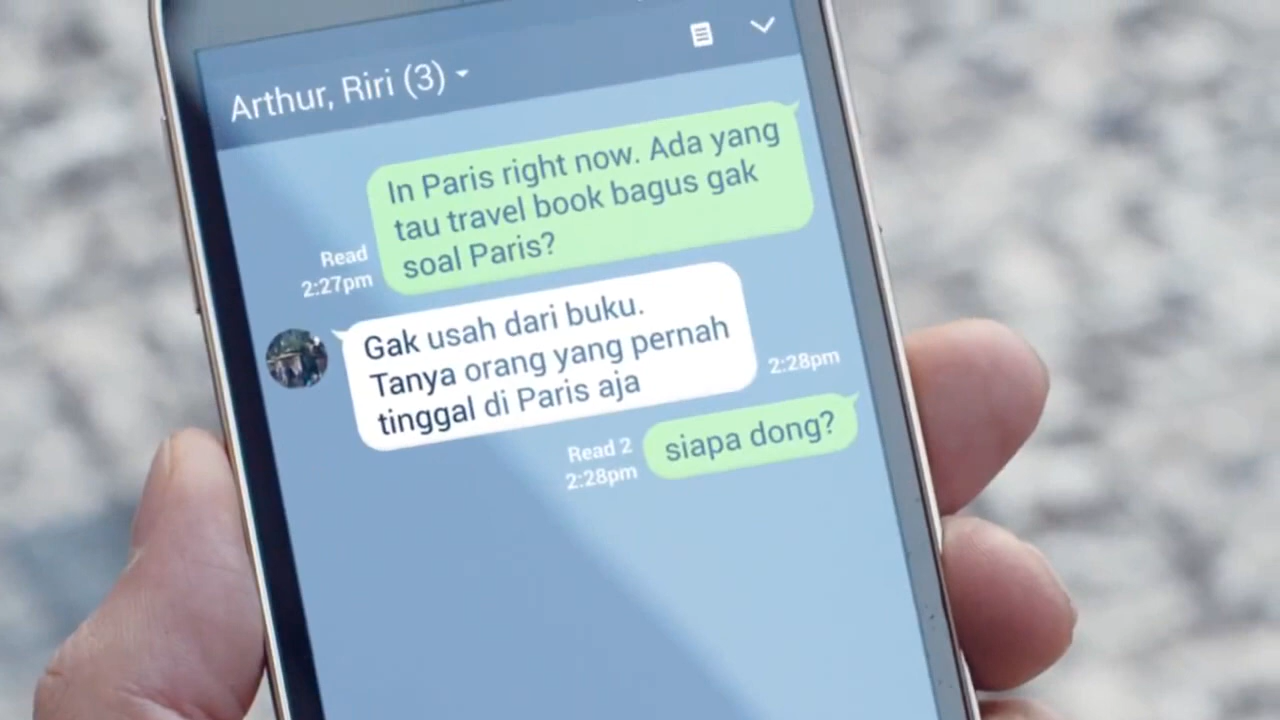 Arthur, Riri (3)
In Paris right now. Ada yang
tau travel book bagus gak
soal Paris?
Read
2:27pm
Gak usah dari buku.
Tanya orang yang pernah
tinggal di Paris aja
2:28pm
siapa dong?
Read 2
2:28pm